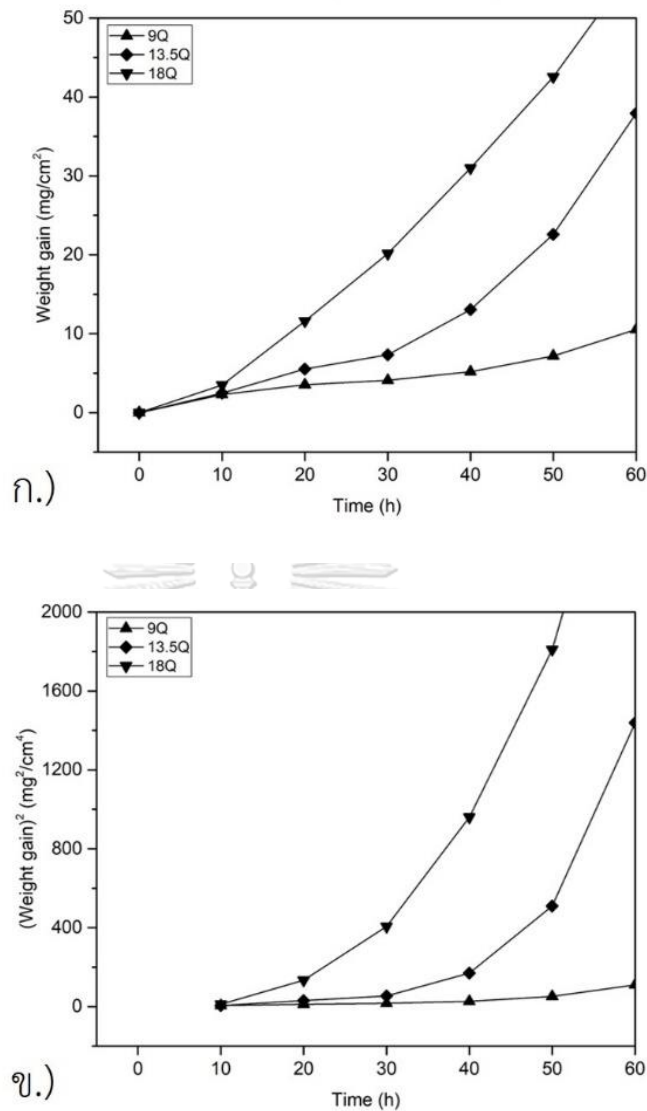 50
40
30
20
10
0
Weight gain (mg/cm²)
9Q
13.5Q
18Q
0 10 20 30 40 50 60
Time (h)
ก.)
2000
1600
1200
800
400
0
(Weight gain)² (mg²/cm⁴)
9Q
13.5Q
18Q
0 10 20 30 40 50 60
Time (h)
ข.)